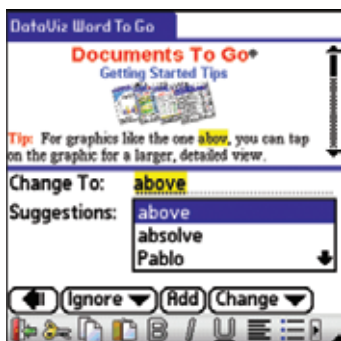 DataViz Word To Go
Documents To Go
Getting Started Tips
Tip: For graphics like the one abov, you can tap
on the graphic for a larger, detailed view.
Change To: above
Suggestions: above
absolve
Pablo
Ignore Add Change
B I U